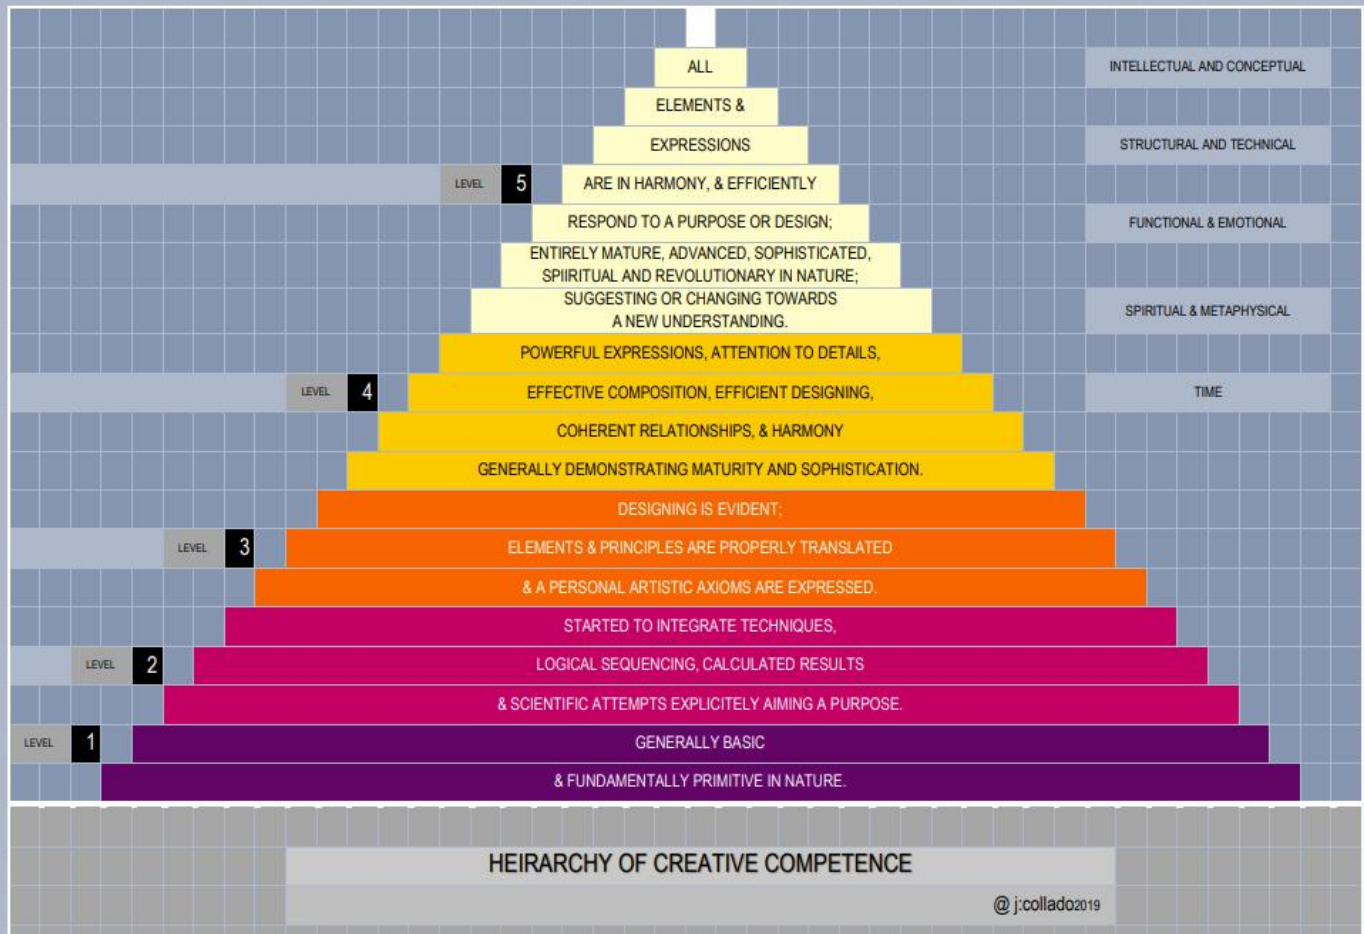 ALL
INTELLECTUAL AND CONCEPTUAL
ELEMENTS &
EXPRESSIONS
STRUCTURAL AND TECHNICAL
LEVEL 5
ARE IN HARMONY, & EFFICIENTLY
RESPOND TO A PURPOSE OR DESIGN;
FUNCTIONAL & EMOTIONAL
ENTIRELY MATURE, ADVANCED, SOPHISTICATED,
SPIIRITUAL AND REVOLUTIONARY IN NATURE;
SUGGESTING OR CHANGING TOWARDS
A NEW UNDERSTANDING.
SPIRITUAL & METAPHYSICAL
POWERFUL EXPRESSIONS, ATTENTION TO DETAILS,
LEVEL 4
EFFECTIVE COMPOSITION, EFFICIENT DESIGNING,
TIME
COHERENT RELATIONSHIPS, & HARMONY
GENERALLY DEMONSTRATING MATURITY AND SOPHISTICATION.
DESIGNING IS EVIDENT;
LEVEL 3
ELEMENTS & PRINCIPLES ARE PROPERLY TRANSLATED
& A PERSONAL ARTISTIC AXIOMS ARE EXPRESSED.
STARTED TO INTEGRATE TECHNIQUES,
LEVEL 2
LOGICAL SEQUENCING, CALCULATED RESULTS
& SCIENTIFIC ATTEMPTS EXPLICITELY AIMING A PURPOSE.
LEVEL 1
GENERALLY BASIC
& FUNDAMENTALLY PRIMITIVE IN NATURE.
HEIRARCHY OF CREATIVE COMPETENCE
@ j:collado2019